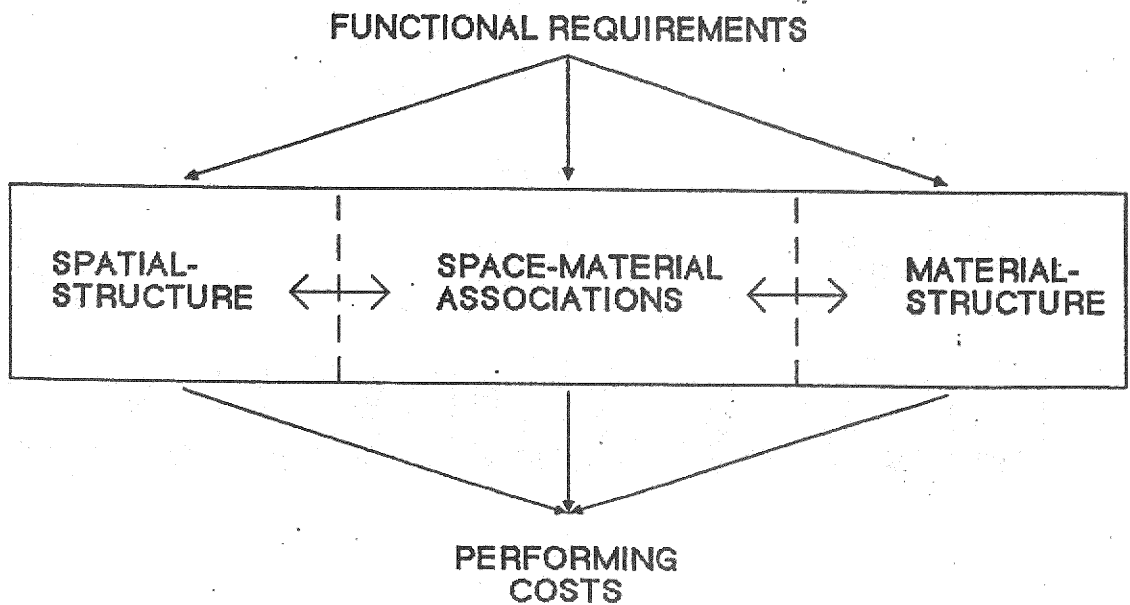 FUNCTIONAL REQUIREMENTS
SPATIAL-
STRUCTURE
SPACE-MATERIAL
ASSOCIATIONS
MATERIAL-
STRUCTURE
PERFORMING
COSTS